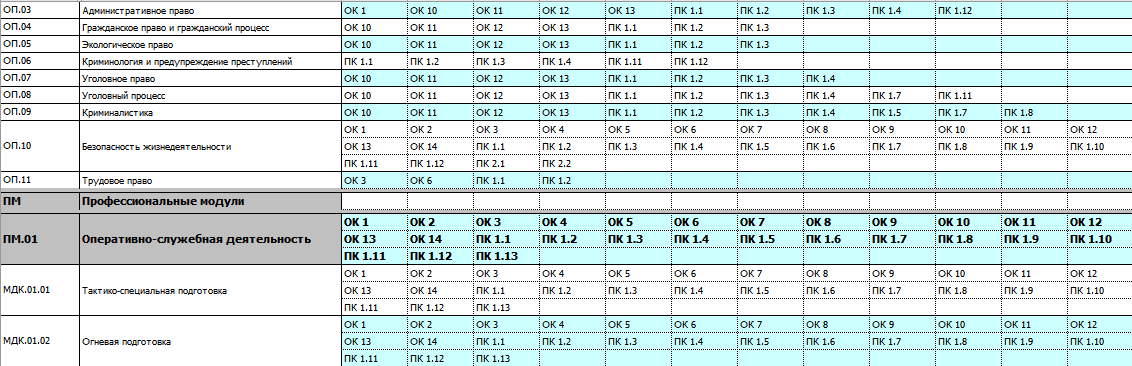 ОП.03 Административное право ОК 1 ОК 10 ОК 11 ОК 12 ОК 13 ПК 1.1 ПК 1.2 ПК 1.3 ПК 1.4 ПК 1.12
ОП.04 Гражданское право и гражданский процесс ОК 10 ОК 11 ОК 12 ОК 13 ПК 1.1 ПК 1.2 ПК 1.3
ОП.05 Экологическое право ОК 10 ОК 11 ОК 12 ОК 13 ПК 1.1 ПК 1.2 ПК 1.3
ОП.06 Криминология и предупреждение преступлений ПК 1.1 ПК 1.2 ПК 1.3 ПК 1.4 ПК 1.11 ПК 1.12
ОП.07 Уголовное право ОК 10 ОК 11 ОК 12 ОК 13 ПК 1.1 ПК 1.2 ПК 1.3 ПК 1.4
ОП.08 Уголовный процесс ОК 10 ОК 11 ОК 12 ОК 13 ПК 1.1 ПК 1.2 ПК 1.3 ПК 1.4 ПК 1.7 ПК 1.11
ОП.09 Криминалистика ОК 10 ОК 11 ОК 12 ОК 13 ПК 1.1 ПК 1.2 ПК 1.3 ПК 1.4 ПК 1.5 ПК 1.7 ПК 1.8
ОК 1 ОК 2 ОК 3 ОК 4 ОК 5 ОК 6 ОК 7 ОК 8 ОК 9 ОК 10 ОК 11 ОК 12
ОП.10 Безопасность жизнедеятельности ОК 13 ОК 14 ПК 1.1 ПК 1.2 ПК 1.3 ПК 1.4 ПК 1.5 ПК 1.6 ПК 1.7 ПК 1.8 ПК 1.9 ПК 1.10
ПК 1.11 ПК 1.12 ПК 2.1 ПК 2.2
ОП.11 Трудовое право ОК 3 ОК 6 ПК 1.1 ПК 1.2
ПМ Профессиональные модули
ОК 1 ОК 2 ОК 3 ОК 4 ОК 5 ОК 6 ОК 7 ОК 8 ОК 9 ОК 10 ОК 11 ОК 12
ПМ.01 Оперативно-служебная деятельность ОК 13 ОК 14 ПК 1.1 ПК 1.2 ПК 1.3 ПК 1.4 ПК 1.5 ПК 1.6 ПК 1.7 ПК 1.8 ПК 1.9 ПК 1.10
ПК 1.11 ПК 1.12 ПК 1.13
ОК 1 ОК 2 ОК 3 ОК 4 ОК 5 ОК 6 ОК 7 ОК 8 ОК 9 ОК 10 ОК 11 ОК 12
МДК.01.01 Тактико-специальная подготовка ОК 13 ОК 14 ПК 1.1 ПК 1.2 ПК 1.3 ПК 1.4 ПК 1.5 ПК 1.6 ПК 1.7 ПК 1.8 ПК 1.9 ПК 1.10
ПК 1.11 ПК 1.12 ПК 1.13
ОК 1 ОК 2 ОК 3 ОК 4 ОК 5 ОК 6 ОК 7 ОК 8 ОК 9 ОК 10 ОК 11 ОК 12
МДК.01.02 Огневая подготовка ОК 13 ОК 14 ПК 1.1 ПК 1.2 ПК 1.3 ПК 1.4 ПК 1.5 ПК 1.6 ПК 1.7 ПК 1.8 ПК 1.9 ПК 1.10
ПК 1.11 ПК 1.12 ПК 1.13